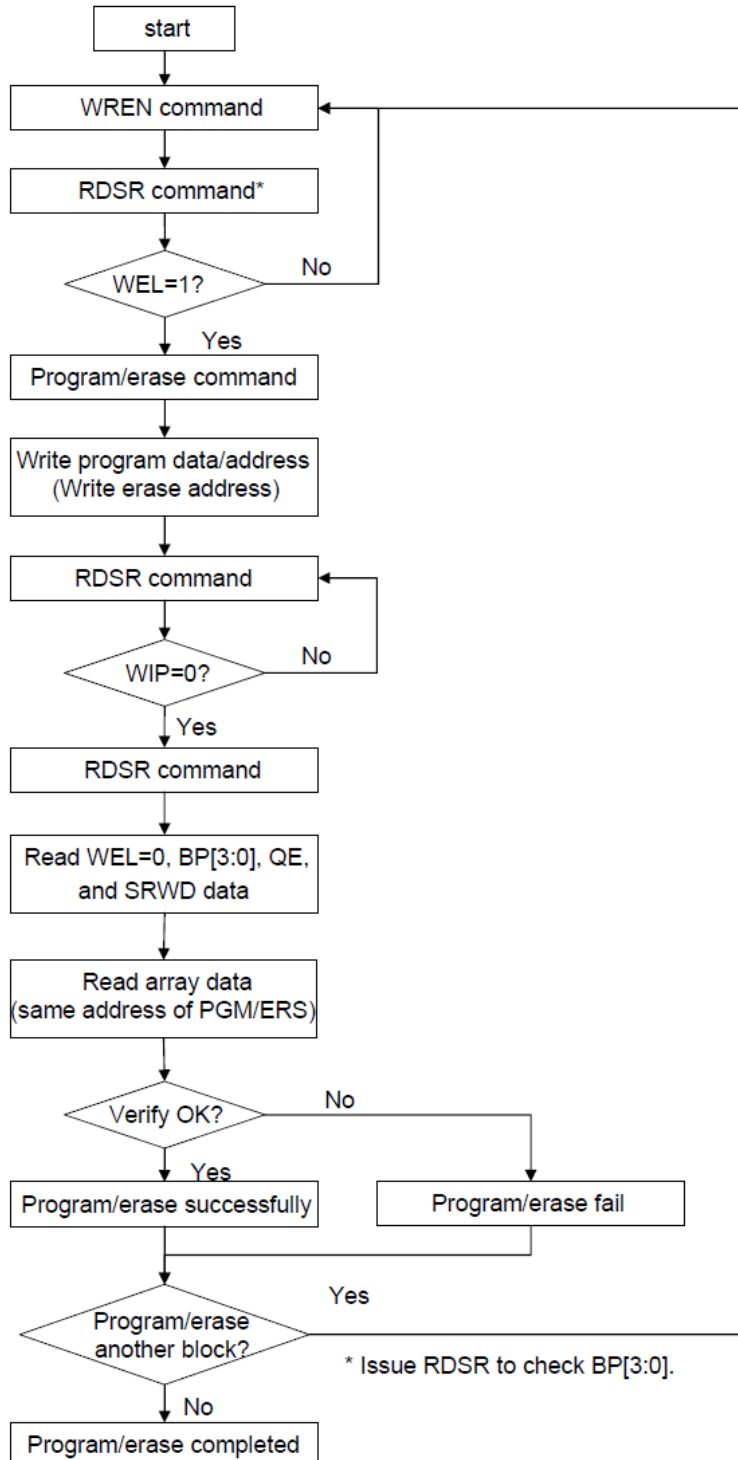 start
WREN command
RDSR command*
WEL=1?
No
Yes
Program/erase command
Write program data/address
(Write erase address)
RDSR command
WIP=0?
No
Yes
RDSR command
Read WEL=0, BP[3:0], QE,
and SRWD data
Read array data
(same address of PGM/ERS)
Verify OK?
No
Yes
Program/erase successfully
Program/erase fail
Yes
Program/erase
another block?
* Issue RDSR to check BP[3:0].
No
Program/erase completed